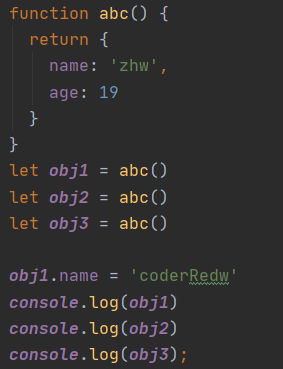 function abc() {
  return {
    name: 'zhw',
    age: 19
  }
}
let obj1 = abc()
let obj2 = abc()
let obj3 = abc()

obj1.name = 'coderRedw'
console.log(obj1)
console.log(obj2)
console.log(obj3);